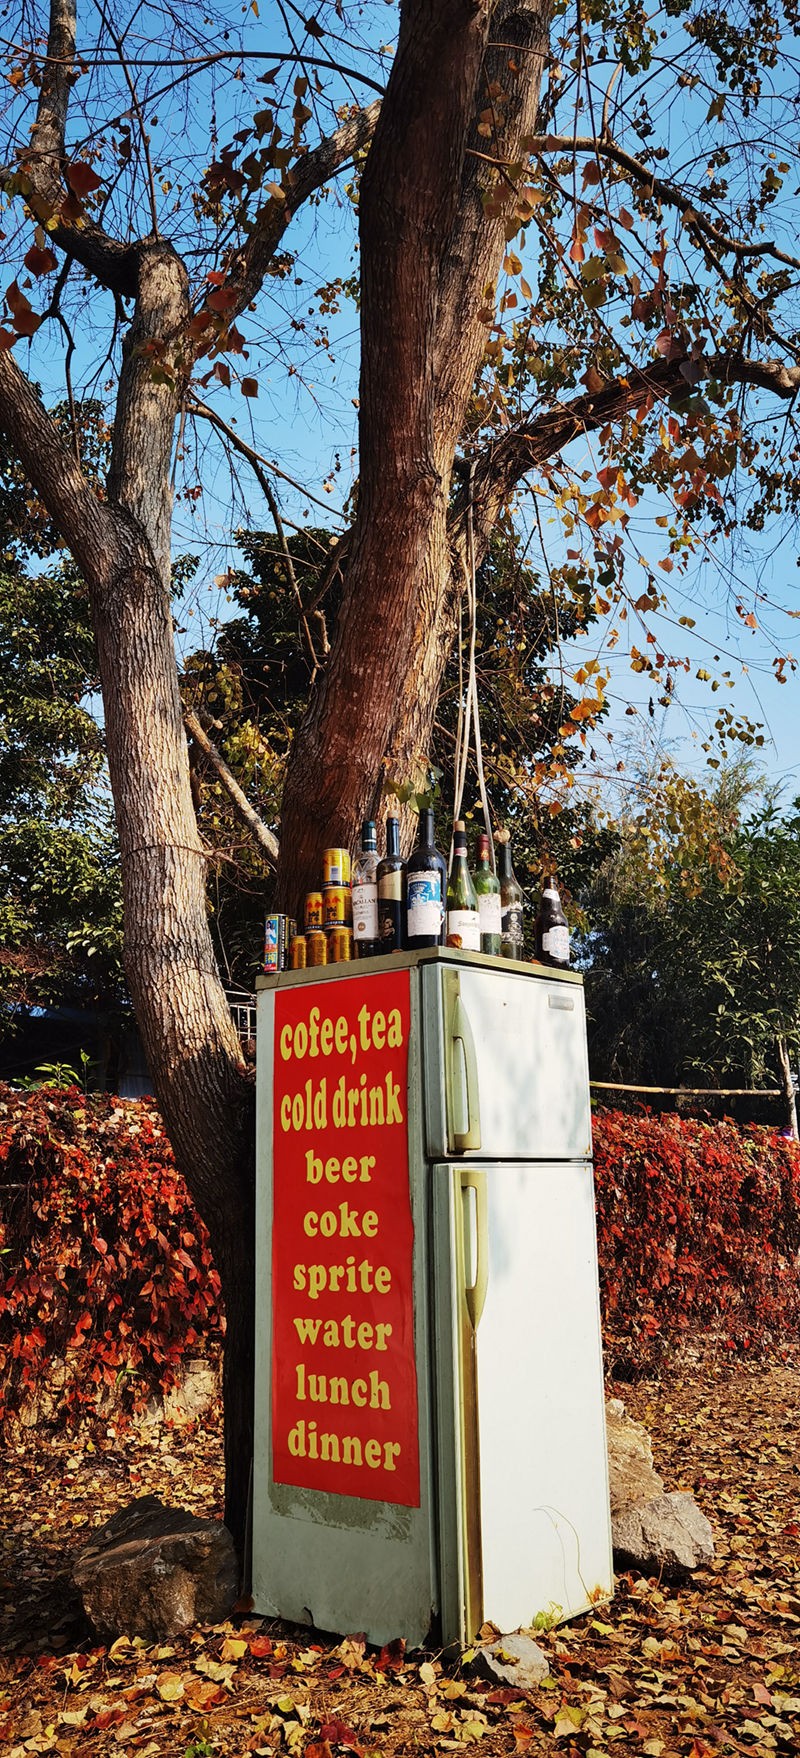 cofee,tea
cold drink
beer
coke
sprite
water
lunch
dinner